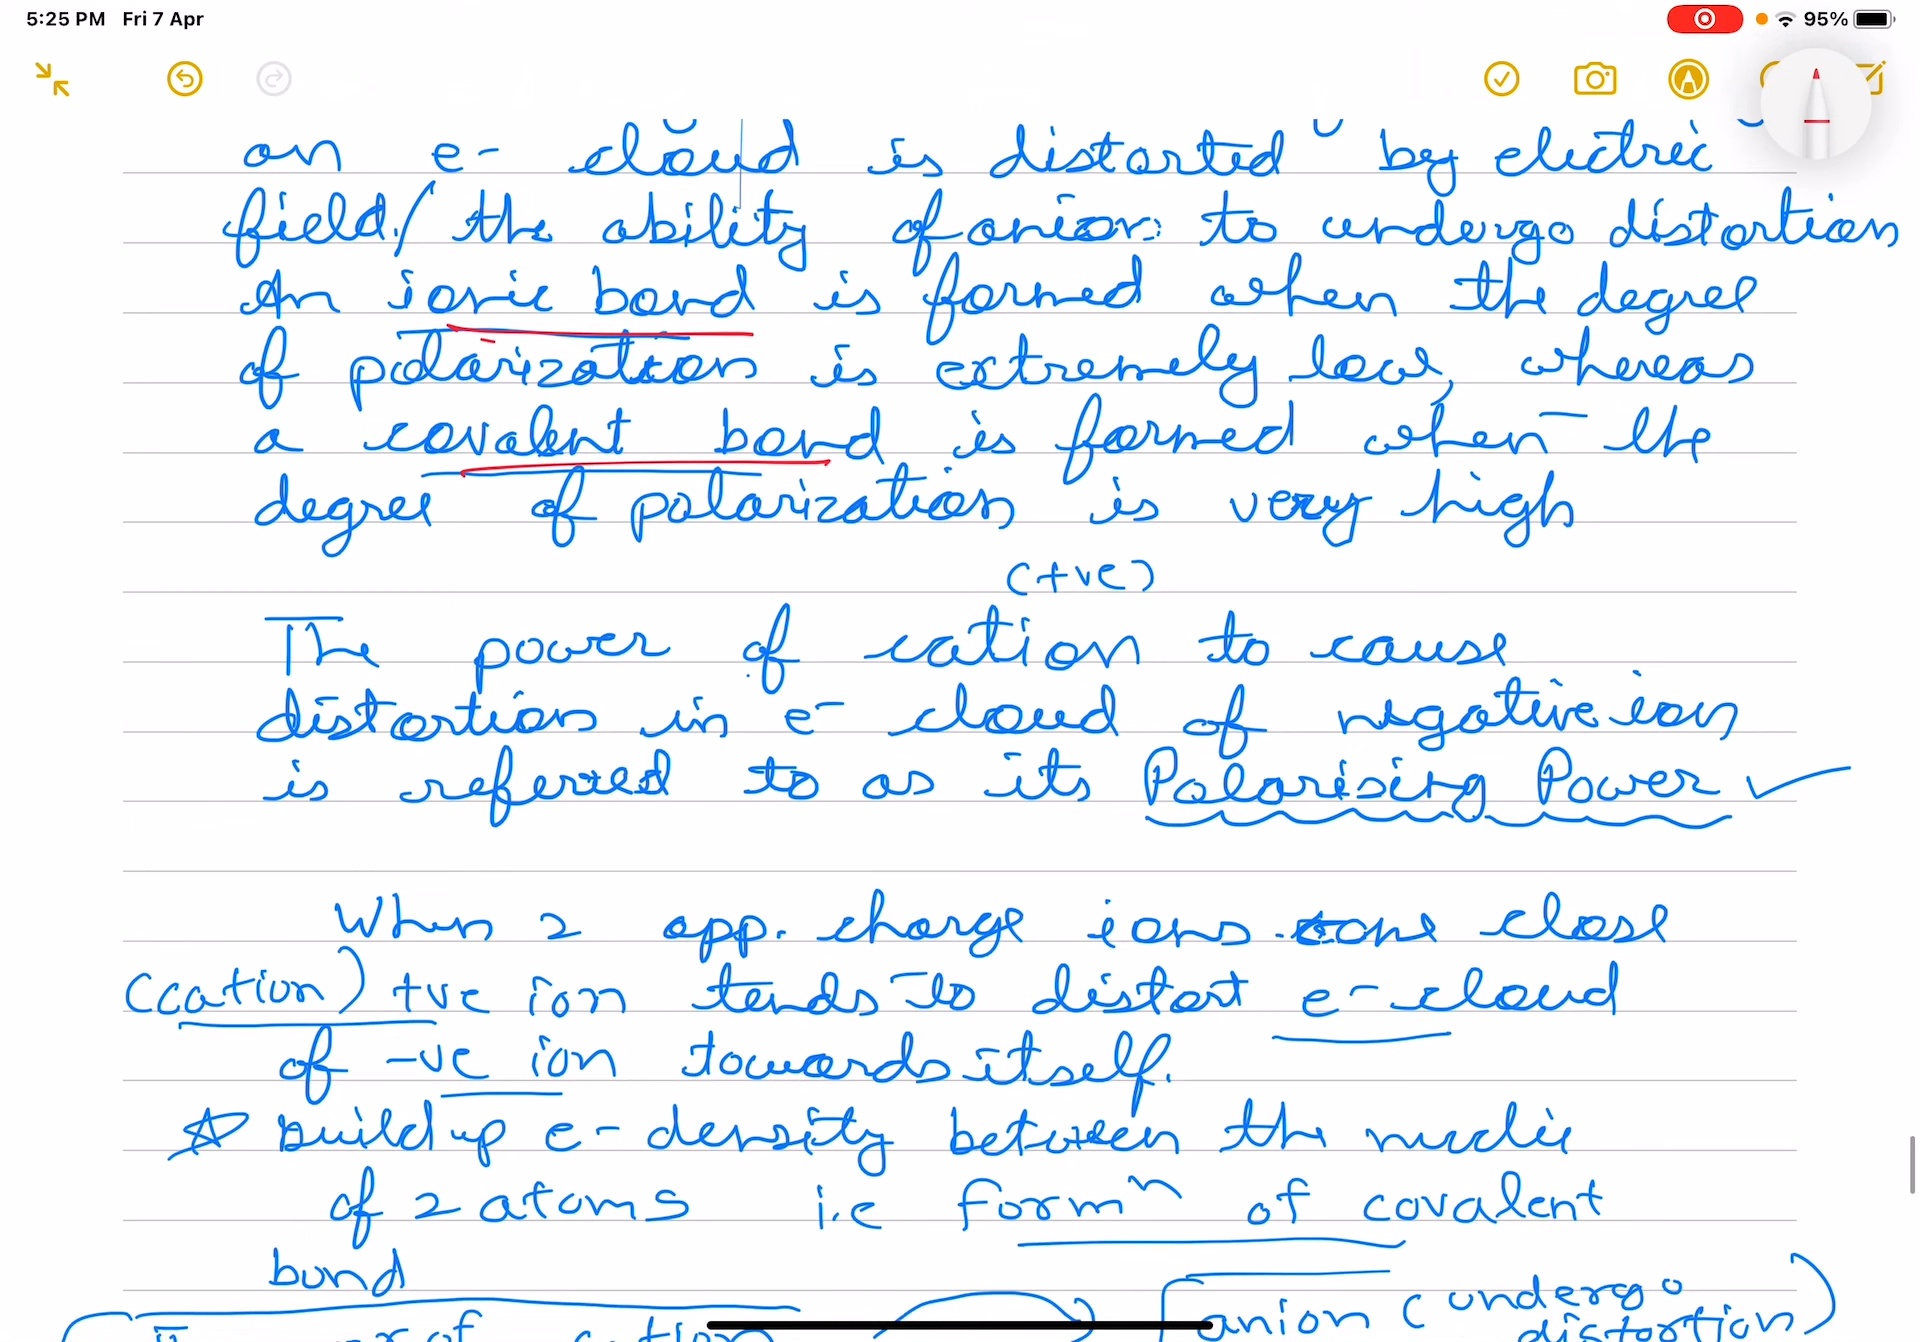 5:25 PM Fri 7 Apr 95%
an e- cloud is distorted by electric
field/ the ability of anion to undergo distortion
An ionic bond is formed when the degree
of polarization is extremely low, whereas
a covalent bond is formed when the
degree of polarization is very high
(+ve)
The power of cation to cause
distortion in e- cloud of negative ion
is referred to as its Polarising Power
When 2 opp. charge ions come close
(cation) +ve ion tends to distort e- cloud
of -ve ion towards itself.
build up e- density between the nuclei
of 2 atoms i.e formn of covalent
bond
of cation anion (undergo
distortion)